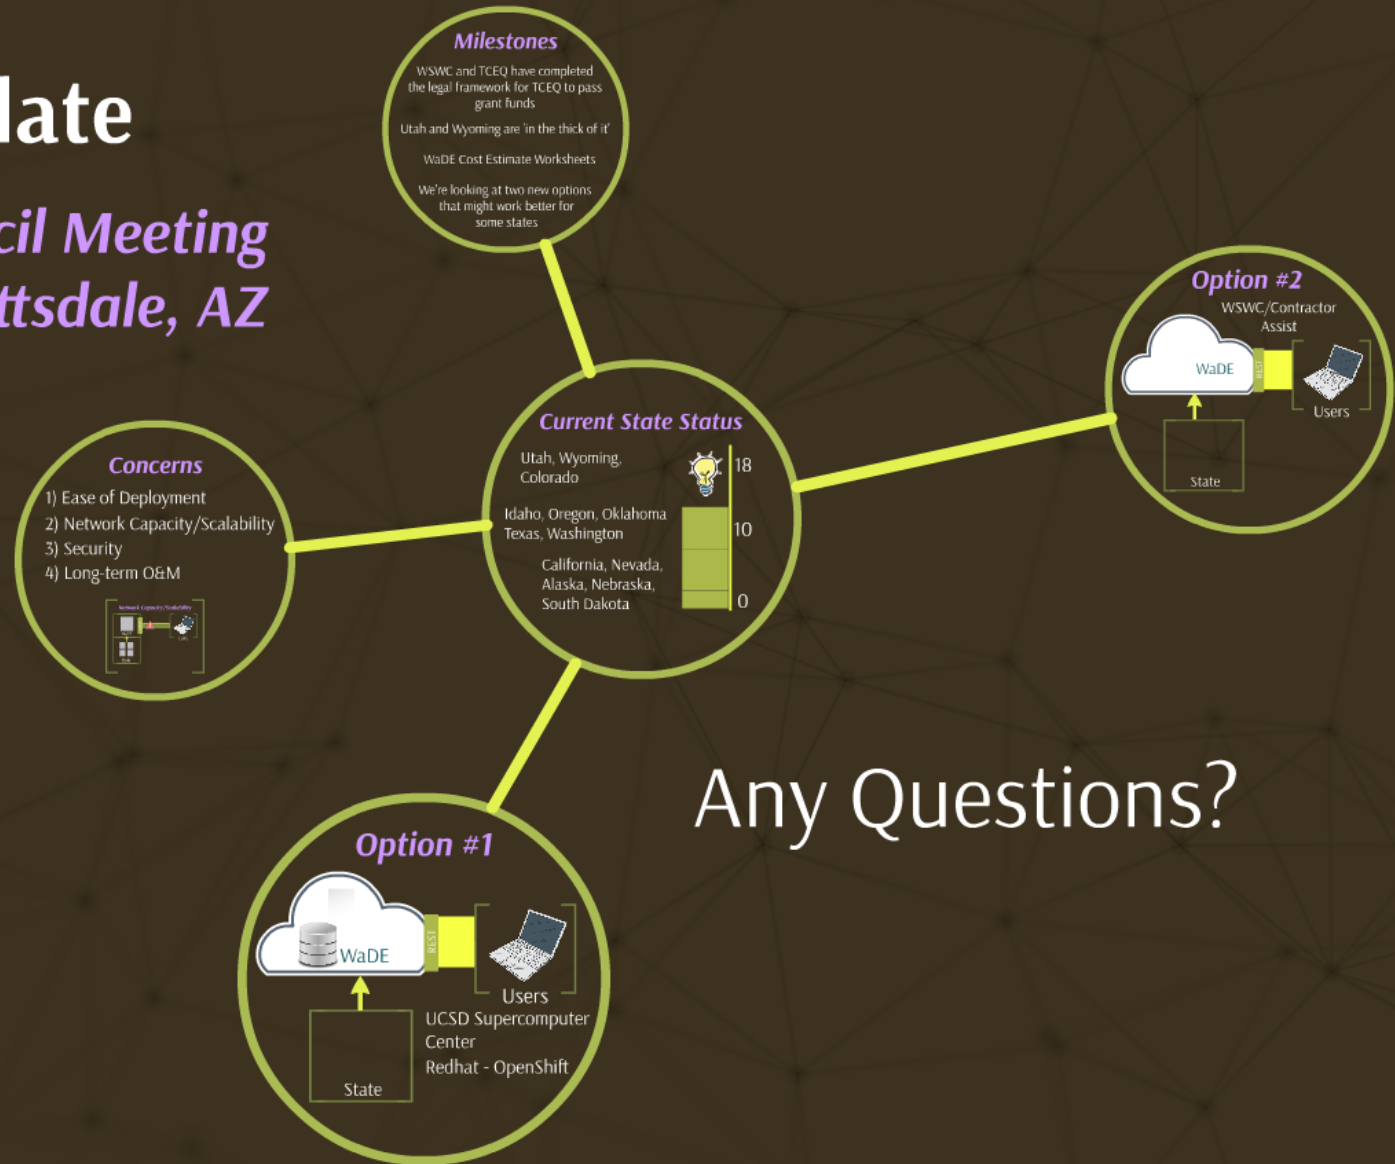 late
cil Meeting
ttsdale, AZ
Milestones
WSWC and TCEQ have completed
the legal framework for TCEQ to pass
grant funds
Utah and Wyoming are 'in the thick of it'
WaDE Cost Estimate Worksheets
We're looking at two new options
that might work better for
some states
Option #2
WSWC/Contractor
Assist
WaDE
REST
Users
State
Current State Status
Utah, Wyoming,
Colorado
18
Idaho, Oregon, Oklahoma
Texas, Washington
10
California, Nevada,
Alaska, Nebraska,
South Dakota
0
Concerns
1) Ease of Deployment
2) Network Capacity/Scalability
3) Security
4) Long-term O&M
Network Capacity/Scalability
Any Questions?
Option #1
WaDE
REST
Users
UCSD Supercomputer
Center
Redhat - OpenShift
State